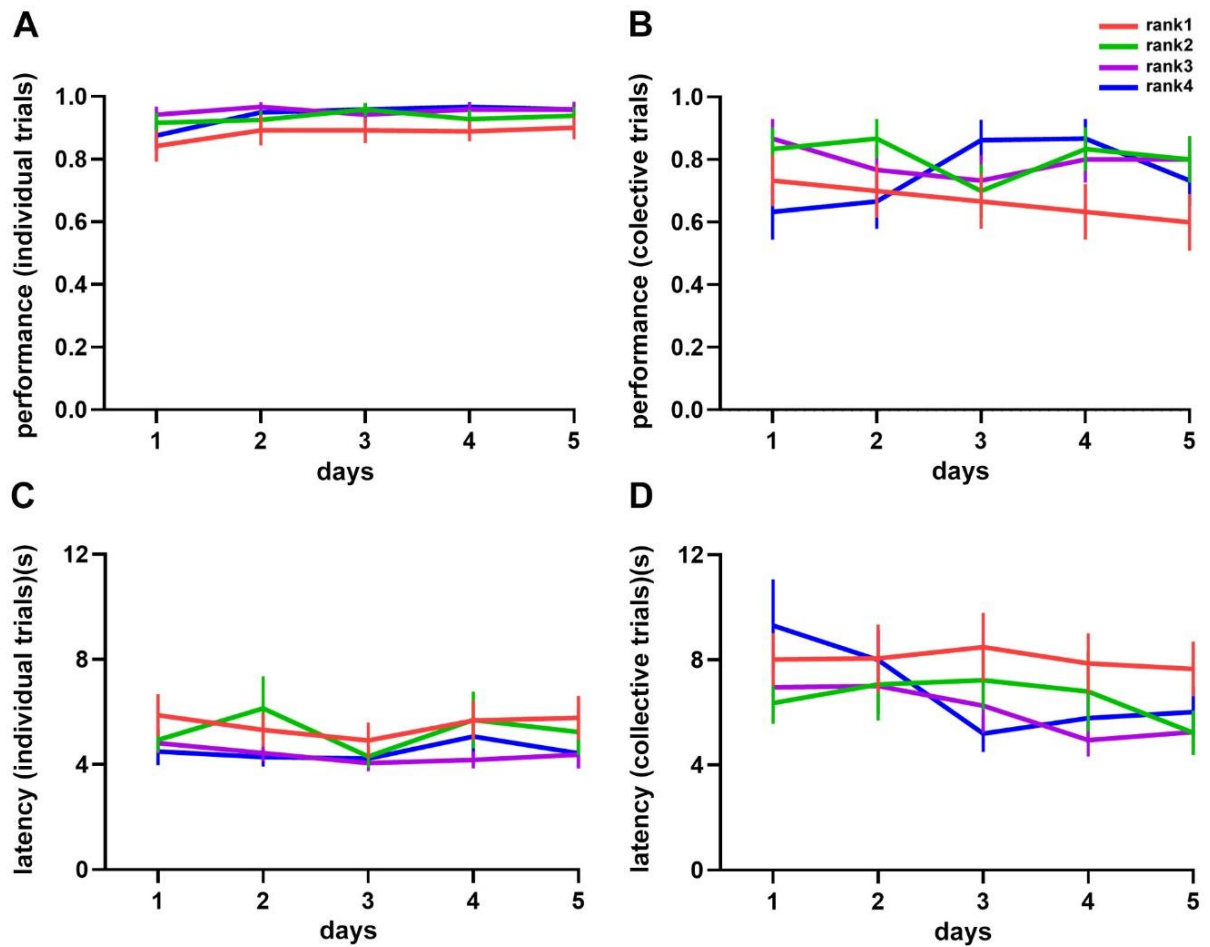 A
performance (individual trials)
1.0
0.8
0.6
0.4
0.2
0.0
1 2 3 4 5
days
B
rank1
rank2
rank3
rank4
performance (colective trials)
1.0
0.8
0.6
0.4
0.2
0.0
1 2 3 4 5
days
C
latency (individual trials)(s)
12
8
4
0
1 2 3 4 5
days
D
latency (collective trials)(s)
12
8
4
0
1 2 3 4 5
days